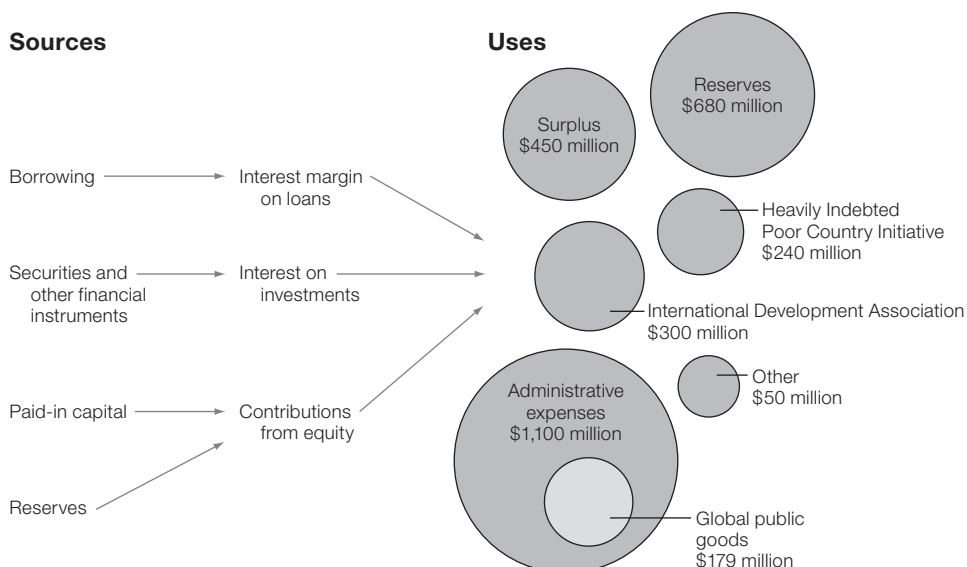 Sources
Uses
Reserves
$680 million
Surplus
$450 million
Borrowing
Interest margin
on loans
Heavily Indebted
Poor Country Initiative
$240 million
Securities and
other financial
instruments
Interest on
investments
International Development Association
$300 million
Other
$50 million
Administrative
expenses
$1,100 million
Paid-in capital
Contributions
from equity
Reserves
Global public
goods
$179 million